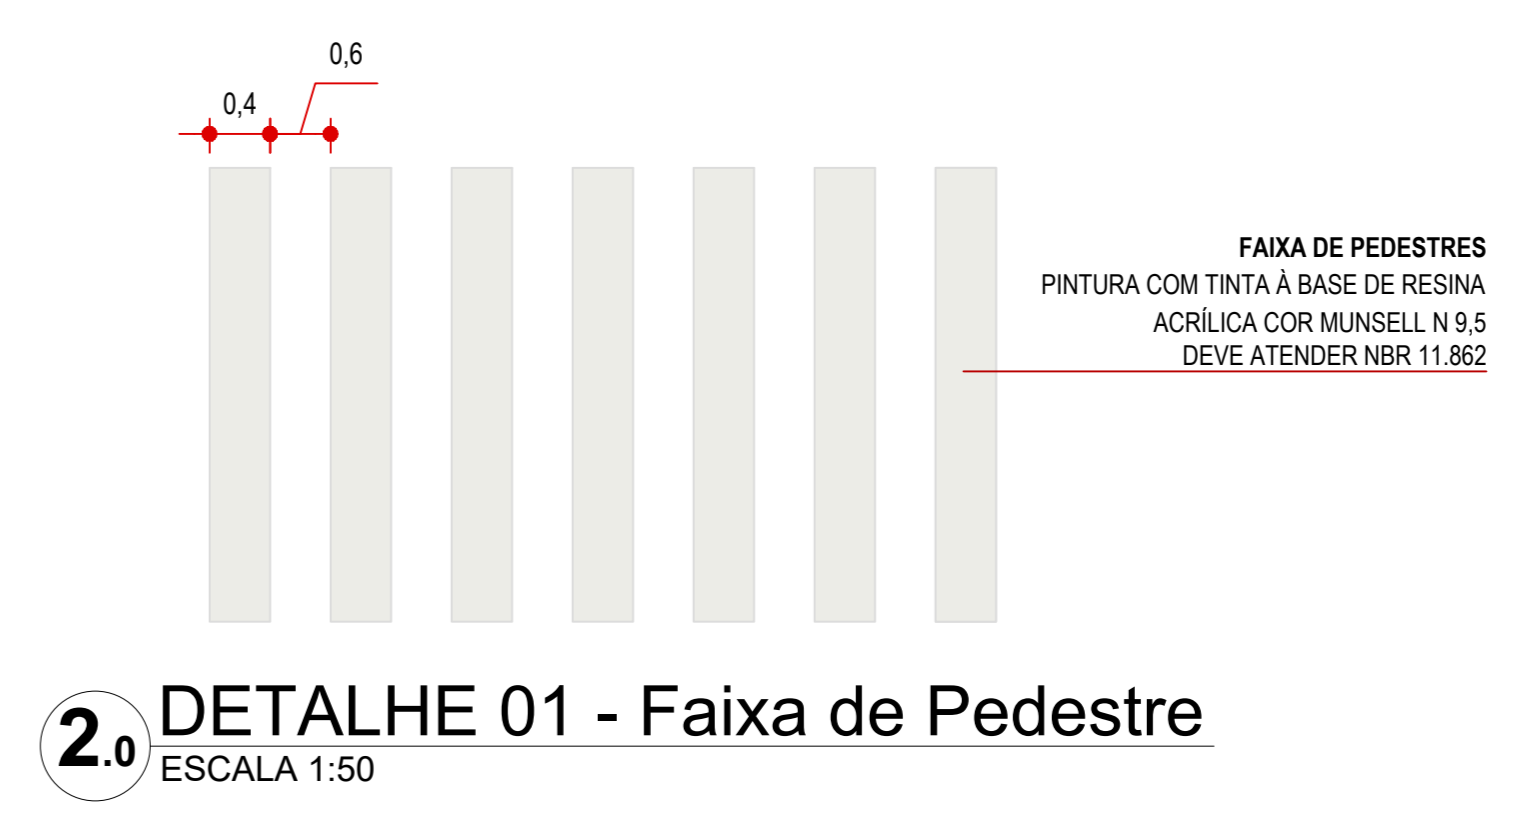 0,6
0,4
FAIXA DE PEDESTRES
PINTURA COM TINTA À BASE DE RESINA
ACRÍLICA COR MUNSELL N 9,5
DEVE ATENDER NBR 11.862
2.0
DETALHE 01 - Faixa de Pedestre
ESCALA 1:50